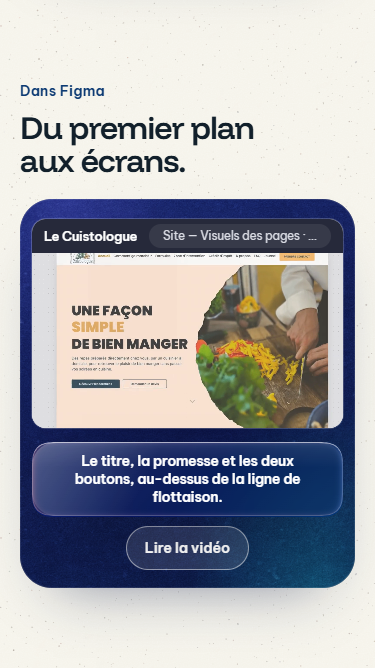 Dans Figma
Du premier plan
aux écrans.
Le Cuistologue
Site — Visuels des pages · ...
UNE FAÇON
SIMPLE
DE BIEN MANGER
Le titre, la promesse et les deux
boutons, au-dessus de la ligne de
flottaison.
Lire la vidéo